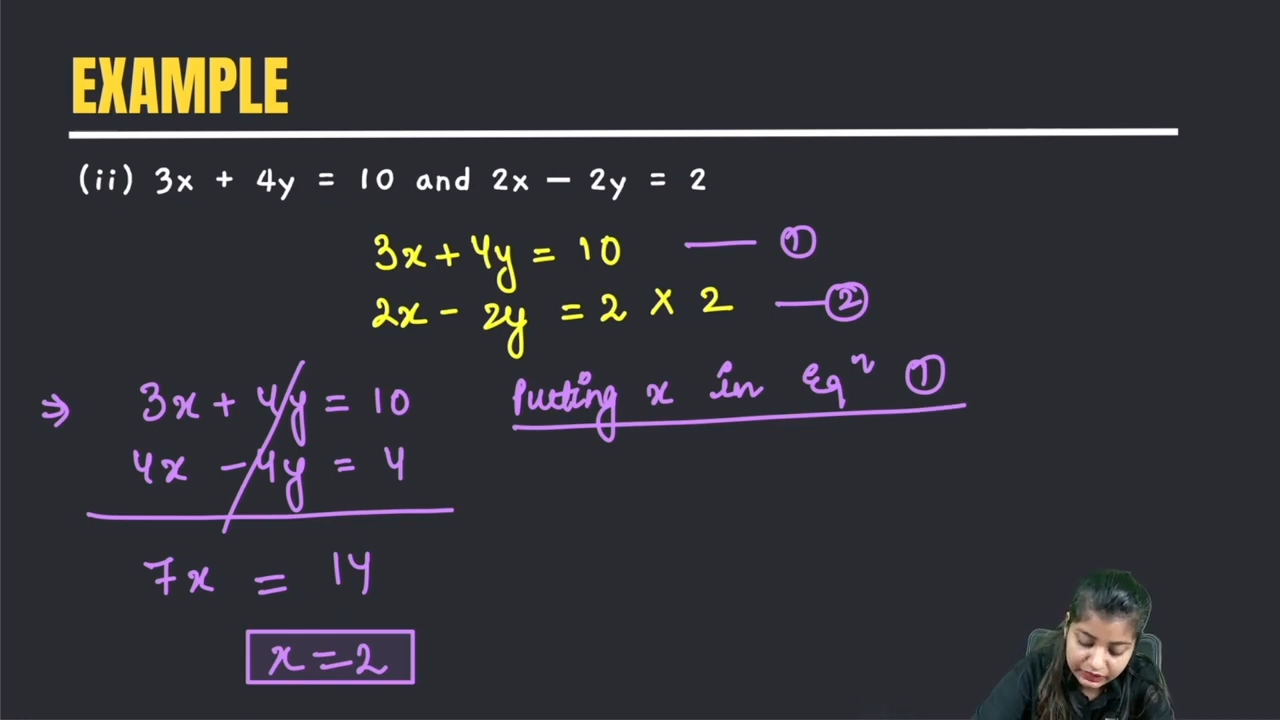 EXAMPLE
(ii) 3x + 4y = 10 and 2x — 2y = 2
3x + 4y = 10 —— ①
2x - 2y = 2 × 2 —— ②
⇒ 3x + 4y = 10
4x - 4y = 4
7x = 14
x = 2
Putting x in Eqⁿ ①